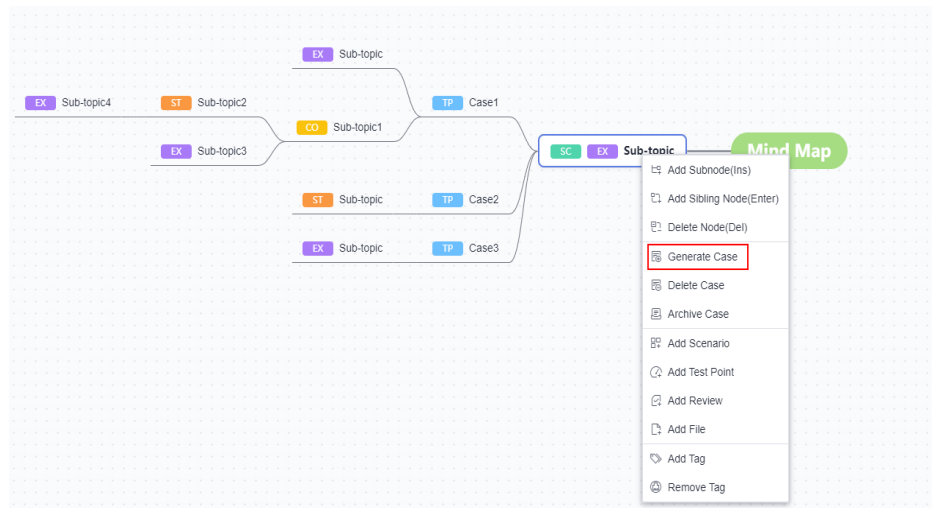 EX Sub-topic
EX Sub-topic4 ST Sub-topic2 TP Case1
CO Sub-topic1
EX Sub-topic3 SC EX Sub-topic Mind Map
ST Sub-topic TP Case2
EX Sub-topic TP Case3
Add Subnode(Ins)
Add Sibling Node(Enter)
Delete Node(Del)
Generate Case
Delete Case
Archive Case
Add Scenario
Add Test Point
Add Review
Add File
Add Tag
Remove Tag